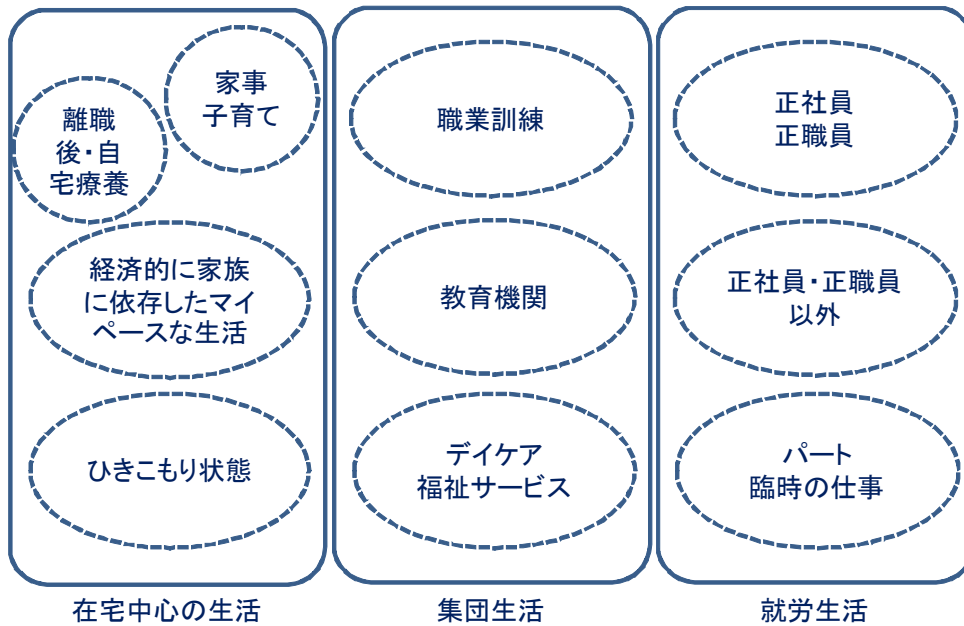 家事
子育て
離職
後・自
宅療養
経済的に家族
に依存したマイ
ペースな生活
ひきこもり状態
在宅中心の生活
職業訓練
教育機関
デイケア
福祉サービス
集団生活
正社員
正職員
正社員・正職員
以外
パート
臨時の仕事
就労生活